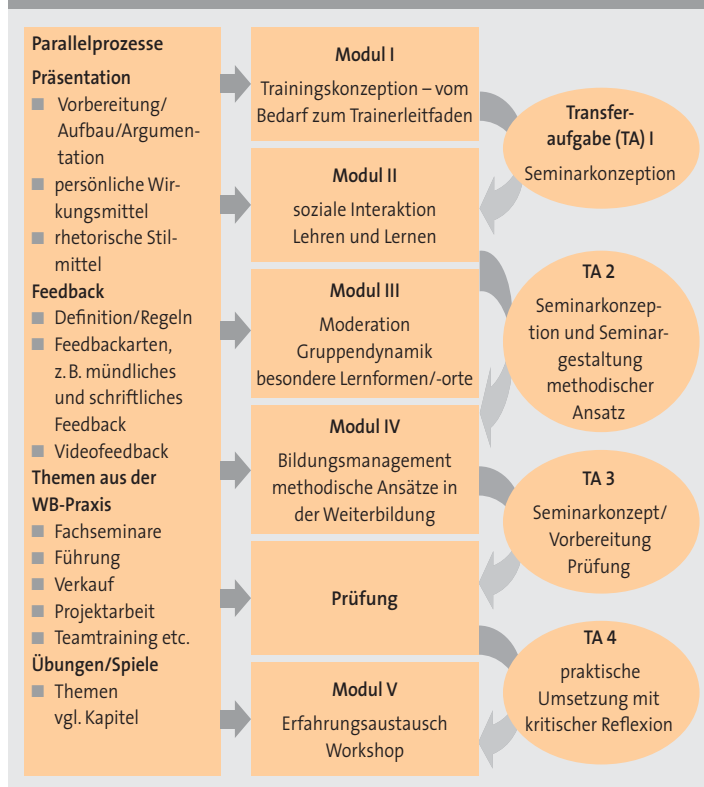 Parallelprozesse
Präsentation
■ Vorbereitung/
Aufbau/Argumen-
tation
■ persönliche Wir-
kungsmittel
■ rhetorische Stil-
mittel
Feedback
■ Definition/Regeln
■ Feedbackarten,
z. B. mündliches
und schriftliches
Feedback
■ Videofeedback
Themen aus der
WB-Praxis
■ Fachseminare
■ Führung
■ Verkauf
■ Projektarbeit
■ Teamtraining etc.
Übungen/Spiele
■ Themen
vgl. Kapitel
Modul I
Trainingskonzeption – vom
Bedarf zum Trainerleitfaden
Modul II
soziale Interaktion
Lehren und Lernen
Modul III
Moderation
Gruppendynamik
besondere Lernformen/-orte
Modul IV
Bildungsmanagement
methodische Ansätze in
der Weiterbildung
Prüfung
Modul V
Erfahrungsaustausch
Workshop
Transfer-
aufgabe (TA) I
Seminarkonzeption
TA 2
Seminarkonzep-
tion und Seminar-
gestaltung
methodischer
Ansatz
TA 3
Seminarkonzept/
Vorbereitung
Prüfung
TA 4
praktische
Umsetzung mit
kritischer Reflexion